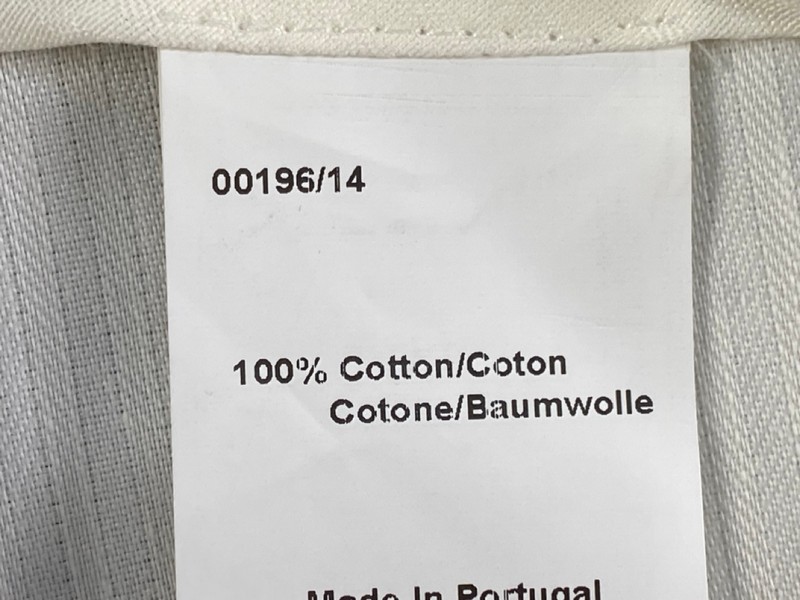 00196/14
100% Cotton/Coton
Cotone/Baumwolle
Made In Portugal